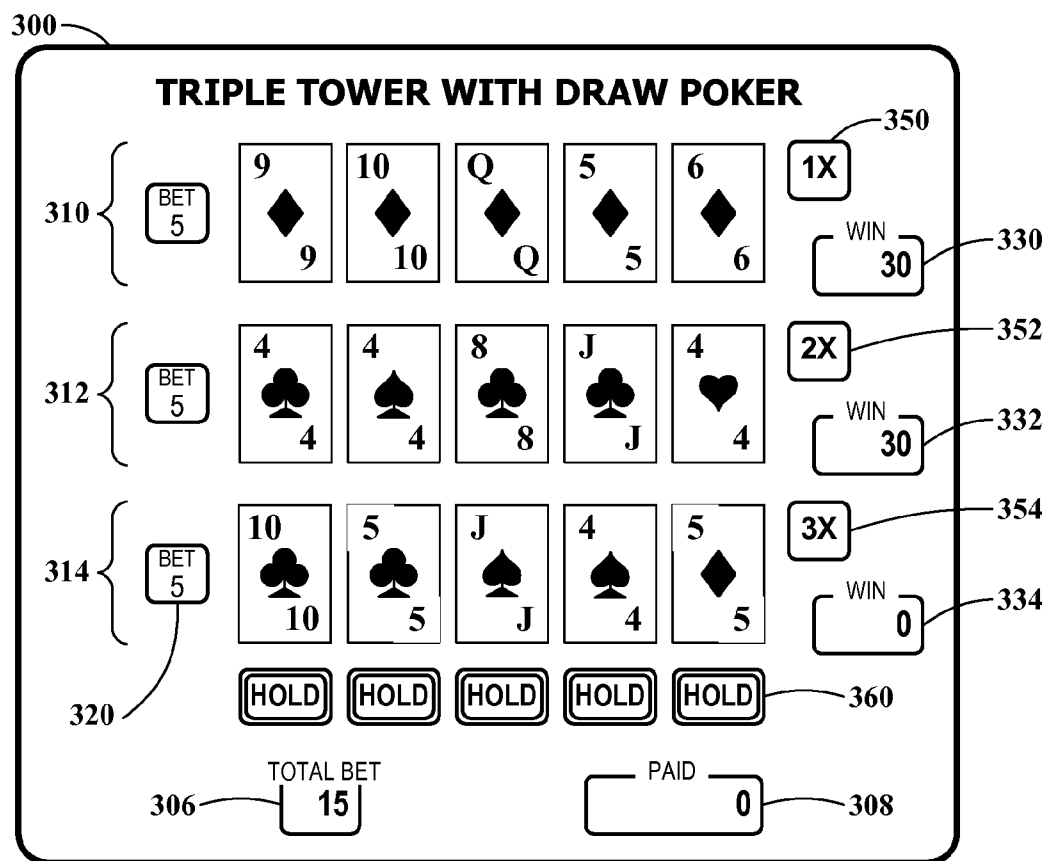 300
TRIPLE TOWER WITH DRAW POKER
350
9 10 Q 5 6
1X
310
BET
5
WIN
330
9 10 Q 5 6
30
4 4 8 J 4
2X
352
312
BET
5
WIN
332
4 4 8 J 4
30
10 5 J 4 5
3X
354
314
BET
5
WIN
334
10 5 J 4 5
0
HOLD HOLD HOLD HOLD HOLD
360
320
TOTAL BET
PAID
306
15
0
308